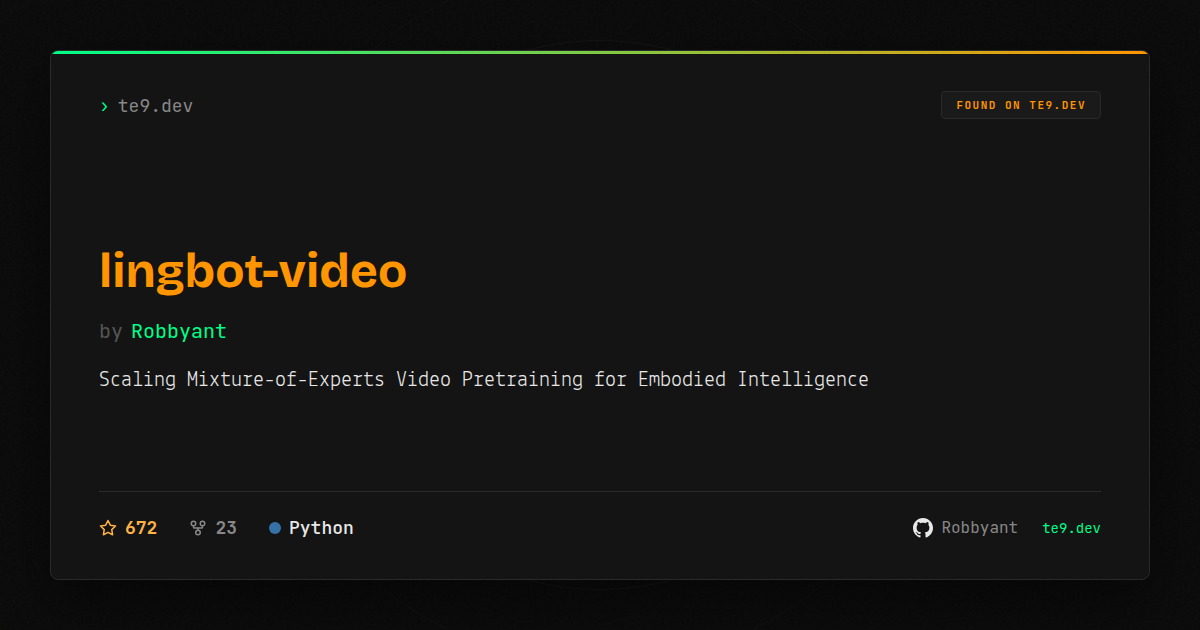 › te9.dev
FOUND ON TE9.DEV
lingbot-video
by Robbyant
Scaling Mixture-of-Experts Video Pretraining for Embodied Intelligence
672 23 Python
Robbyant te9.dev